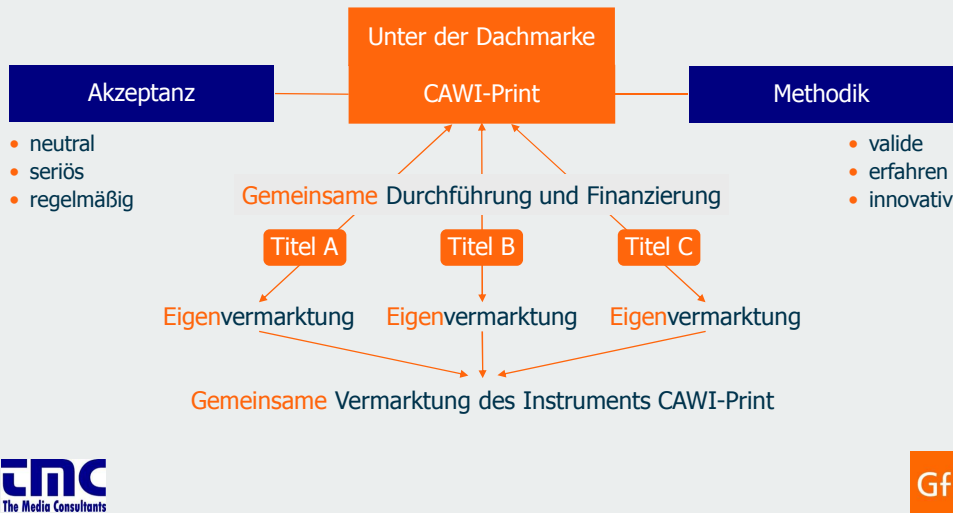 Unter der Dachmarke
CAWI-Print
Akzeptanz
Methodik
• neutral
• seriös
• regelmäßig
• valide
• erfahren
• innovativ
Gemeinsame Durchführung und Finanzierung
Titel A
Titel B
Titel C
Eigenvermarktung
Eigenvermarktung
Eigenvermarktung
Gemeinsame Vermarktung des Instruments CAWI-Print
tmc
The Media Consultants
Gf